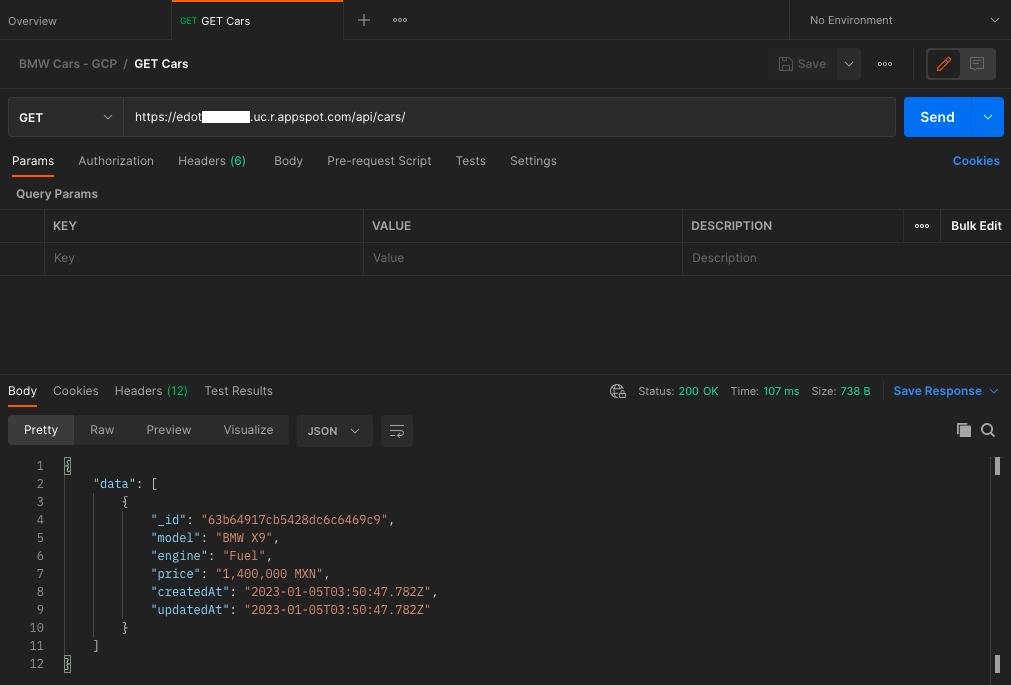 Overview
GET GET Cars
No Environment
BMW Cars - GCP / GET Cars
Save
GET
https://edot .uc.r.appspot.com/api/cars/
Send
Params Authorization Headers (6) Body Pre-request Script Tests Settings Cookies
Query Params
KEY VALUE DESCRIPTION Bulk Edit
Key Value Description
Body Cookies Headers (12) Test Results Status: 200 OK Time: 107 ms Size: 738 B Save Response
Pretty Raw Preview Visualize JSON
1 {
2 "data": [
3 {
4 "_id": "63b64917cb5428dc6c6469c9",
5 "model": "BMW X9",
6 "engine": "Fuel",
7 "price": "1,400,000 MXN",
8 "createdAt": "2023-01-05T03:50:47.782Z",
9 "updatedAt": "2023-01-05T03:50:47.782Z"
10 }
11 ]
12 }